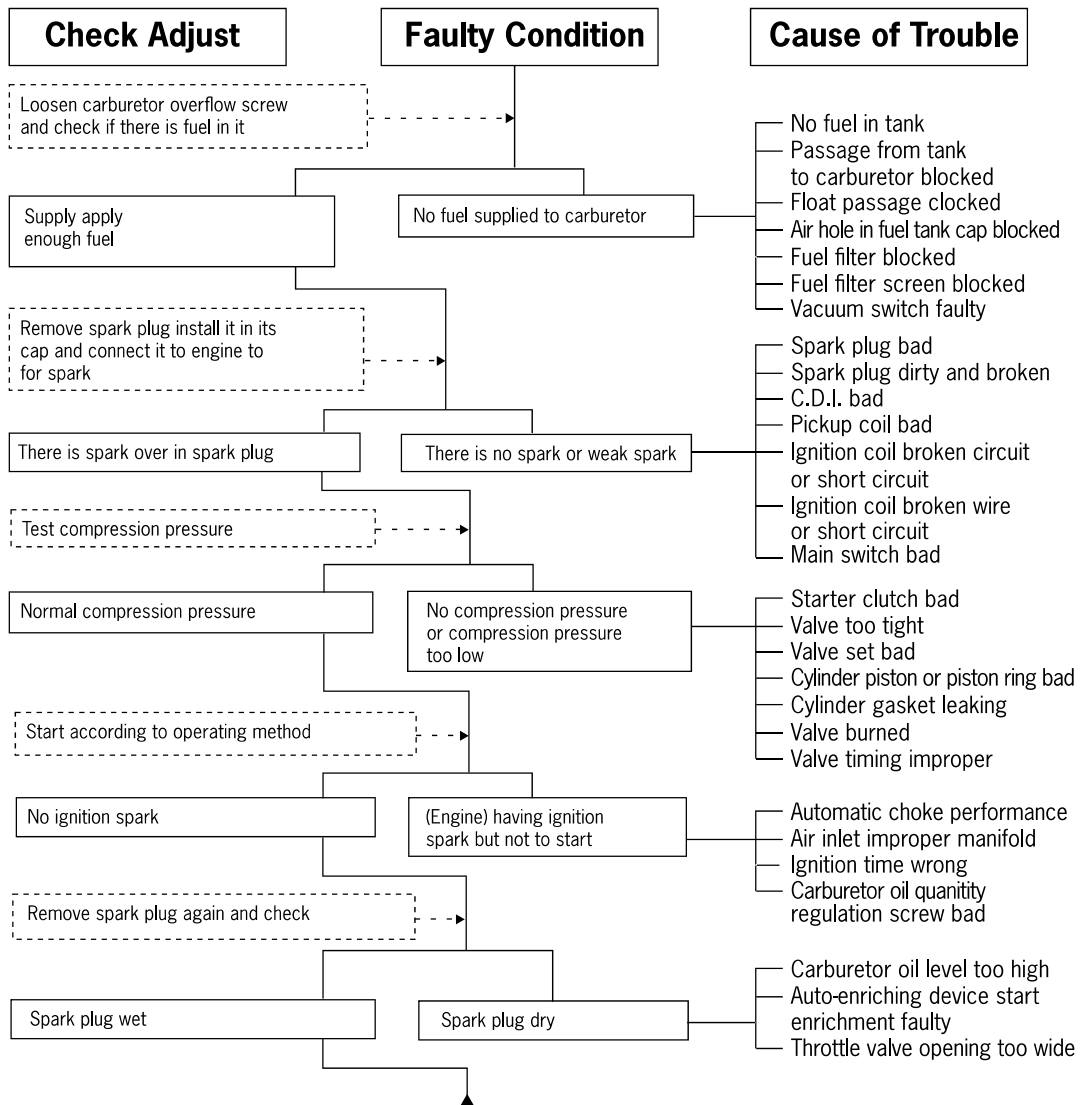 Check Adjust
Faulty Condition
Cause of Trouble
Loosen carburetor overflow screw
and check if there is fuel in it
Supply apply
enough fuel
No fuel supplied to carburetor
No fuel in tank
Passage from tank
to carburetor blocked
Float passage clocked
Air hole in fuel tank cap blocked
Fuel filter blocked
Fuel filter screen blocked
Vacuum switch faulty
Remove spark plug install it in its
cap and connect it to engine to
for spark
There is spark over in spark plug
There is no spark or weak spark
Spark plug bad
Spark plug dirty and broken
C.D.I. bad
Pickup coil bad
Ignition coil broken circuit
or short circuit
Ignition coil broken wire
or short circuit
Main switch bad
Test compression pressure
Normal compression pressure
No compression pressure
or compression pressure
too low
Starter clutch bad
Valve too tight
Valve set bad
Cylinder piston or piston ring bad
Cylinder gasket leaking
Valve burned
Valve timing improper
Start according to operating method
No ignition spark
(Engine) having ignition
spark but not to start
Automatic choke performance
Air inlet improper manifold
Ignition time wrong
Carburetor oil quanitity
regulation screw bad
Remove spark plug again and check
Spark plug wet
Spark plug dry
Carburetor oil level too high
Auto-enriching device start
enrichment faulty
Throttle valve opening too wide